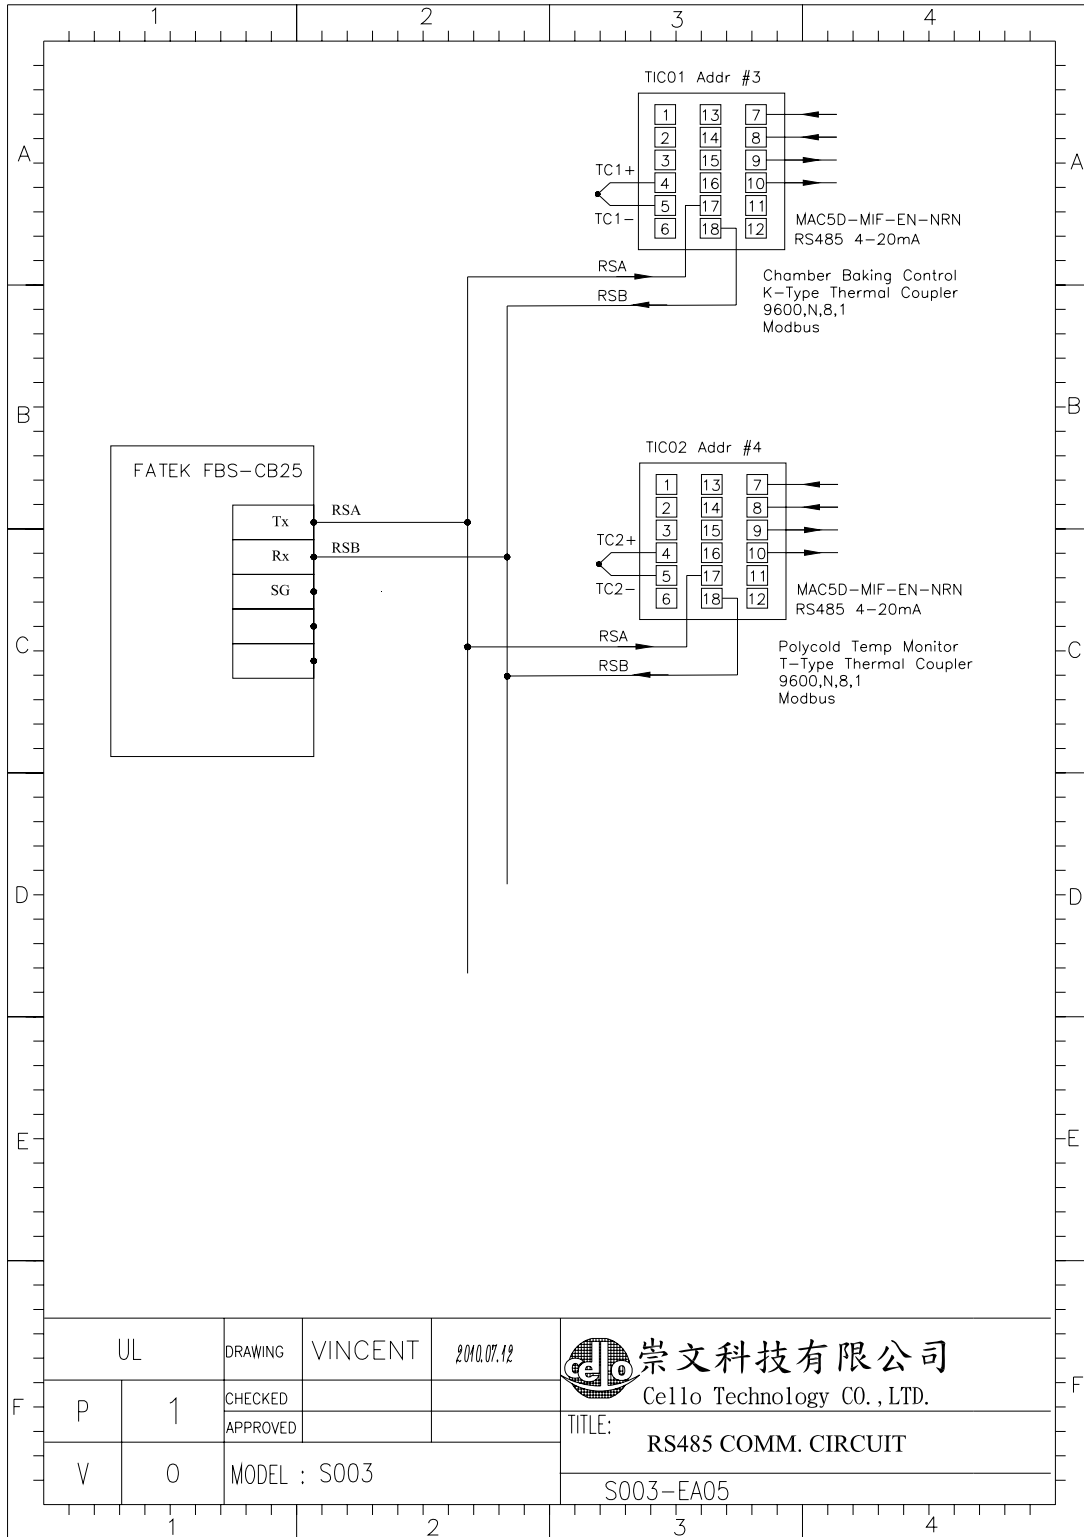 1 2 3 4
A
A
B
B
C
C
D
D
E
E
F
F
TIC01 Addr #3
1 13 7
2 14 8
3 15 9
4 16 10
5 17 11
6 18 12
TC1+
TC1-
MAC5D-MIF-EN-NRN
RS485 4-20mA
RSA
RSB
Chamber Baking Control
K-Type Thermal Coupler
9600,N,8,1
Modbus
FATEK FBS-CB25
Tx
Rx
SG
RSA
RSB
TIC02 Addr #4
1 13 7
2 14 8
3 15 9
4 16 10
5 17 11
6 18 12
TC2+
TC2-
MAC5D-MIF-EN-NRN
RS485 4-20mA
RSA
RSB
Polycold Temp Monitor
T-Type Thermal Coupler
9600,N,8,1
Modbus
UL DRAWING VINCENT 2010.07.12
P 1 CHECKED
APPROVED
V 0 MODEL : S003
cello
崇文科技有限公司
Cello Technology CO.,LTD.
TITLE:
RS485 COMM. CIRCUIT
S003-EA05
1 2 3 4